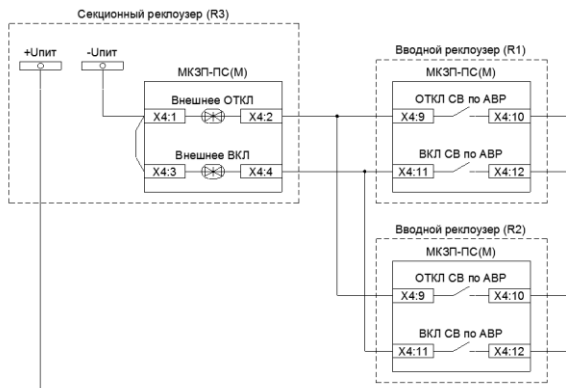 Секционный реклоузер (R3)
+Uпит
-Uпит
МКЗП-ПС(М)
Внешнее ОТКЛ
X4:1
X4:2
Внешнее ВКЛ
X4:3
X4:4
Вводной реклоузер (R1)
МКЗП-ПС(М)
ОТКЛ СВ по АВР
X4:9
X4:10
ВКЛ СВ по АВР
X4:11
X4:12
Вводной реклоузер (R2)
МКЗП-ПС(М)
ОТКЛ СВ по АВР
X4:9
X4:10
ВКЛ СВ по АВР
X4:11
X4:12